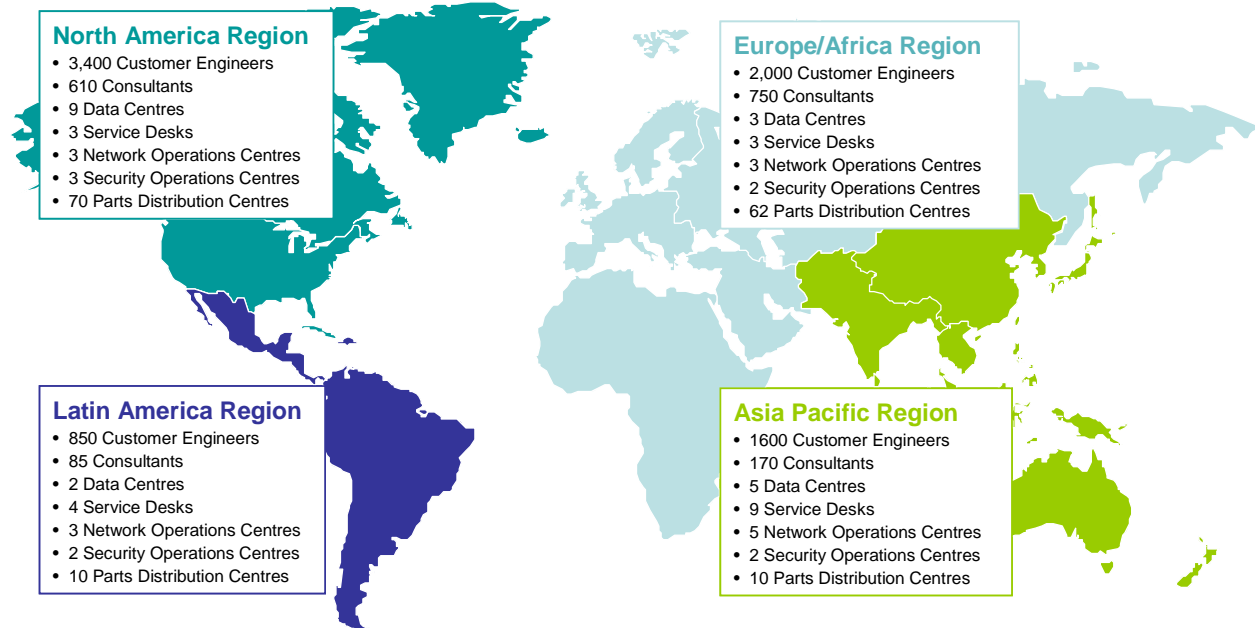 North America Region
• 3,400 Customer Engineers
• 610 Consultants
• 9 Data Centres
• 3 Service Desks
• 3 Network Operations Centres
• 3 Security Operations Centres
• 70 Parts Distribution Centres
Europe/Africa Region
• 2,000 Customer Engineers
• 750 Consultants
• 3 Data Centres
• 3 Service Desks
• 3 Network Operations Centres
• 2 Security Operations Centres
• 62 Parts Distribution Centres
Latin America Region
• 850 Customer Engineers
• 85 Consultants
• 2 Data Centres
• 4 Service Desks
• 3 Network Operations Centres
• 2 Security Operations Centres
• 10 Parts Distribution Centres
Asia Pacific Region
• 1600 Customer Engineers
• 170 Consultants
• 5 Data Centres
• 9 Service Desks
• 5 Network Operations Centres
• 2 Security Operations Centres
• 10 Parts Distribution Centres